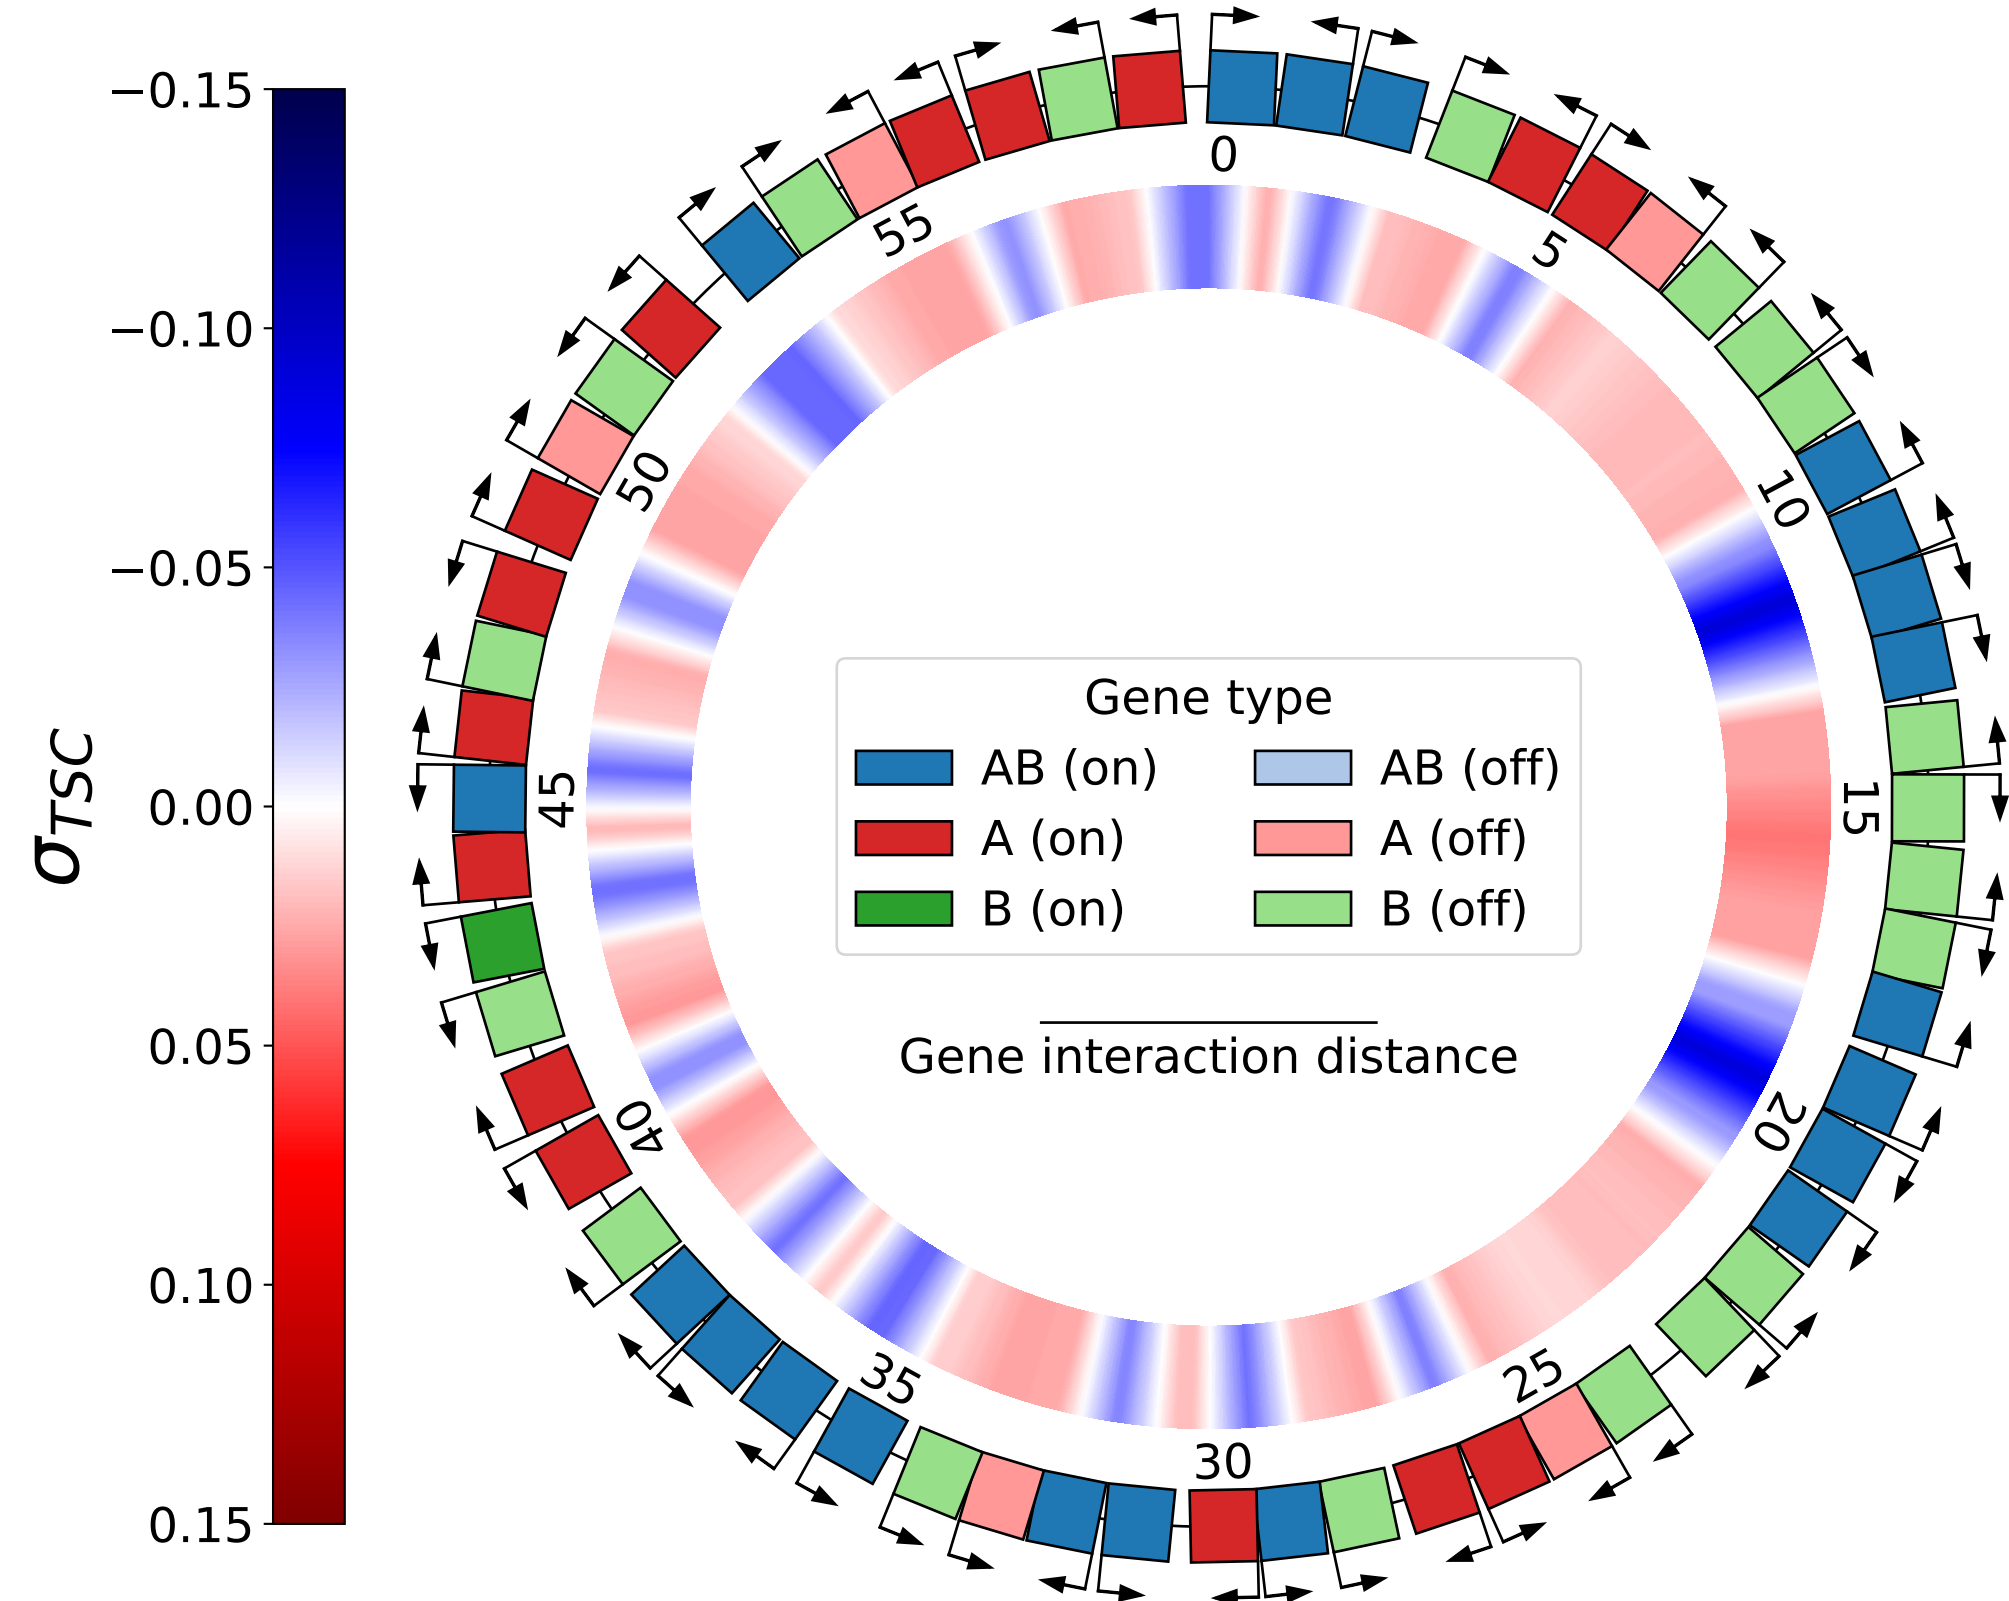 −0.15
−0.10
−0.05
0.00
0.05
0.10
0.15
σTSC
0
5
10
15
20
25
30
35
40
45
50
55
Gene type
AB (on)
AB (off)
A (on)
A (off)
B (on)
B (off)
Gene interaction distance